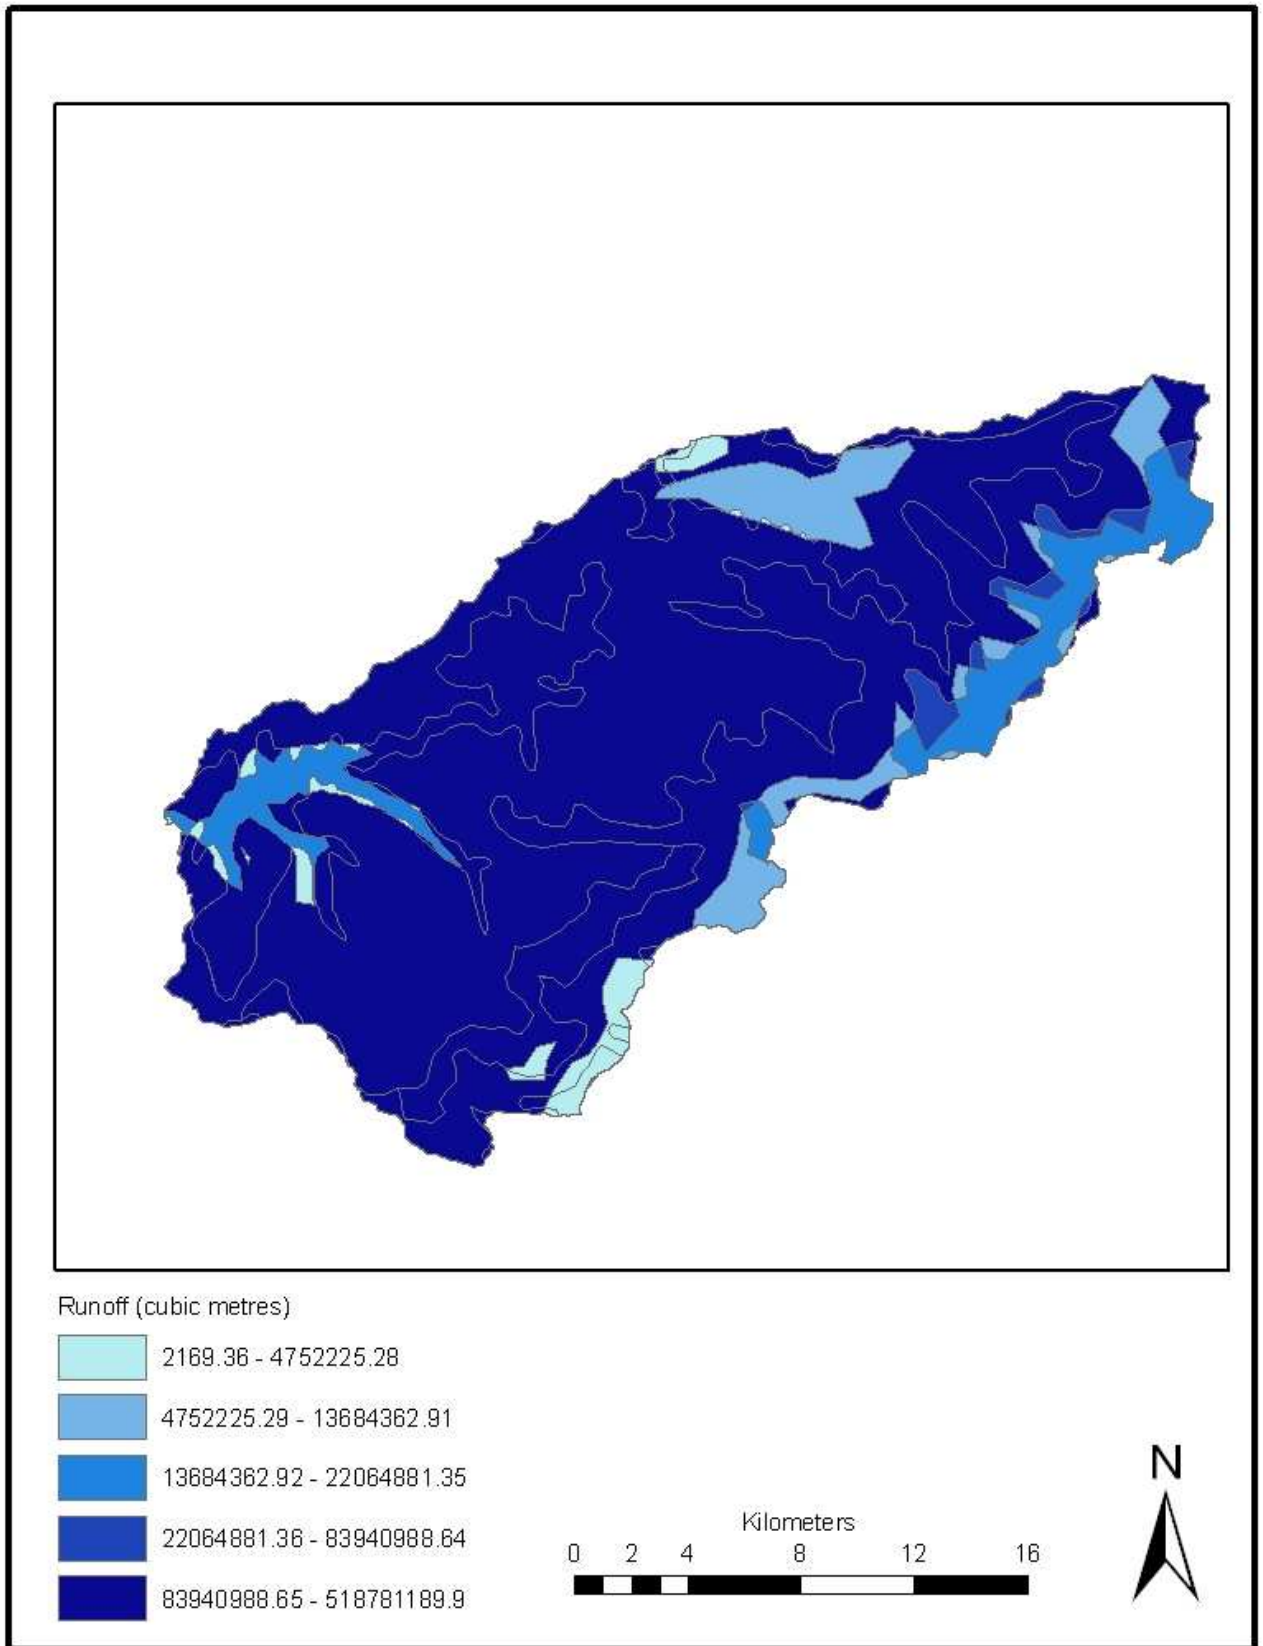 Runoff (cubic metres)
2169.36 - 4752225.28
4752225.29 - 13684362.91
13684362.92 - 22064881.35
22064881.36 - 83940988.64
83940988.65 - 518781189.9
Kilometers
0 2 4 8 12 16
N